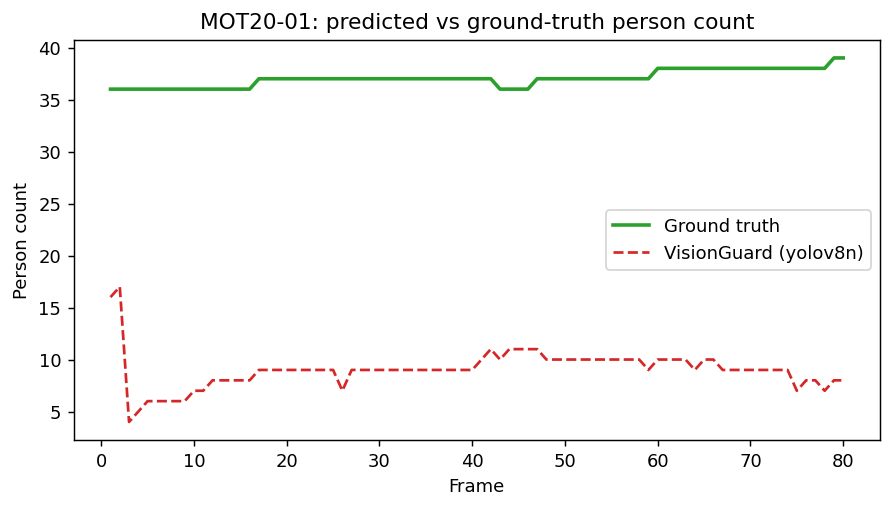 MOT20-01: predicted vs ground-truth person count
Person count
40
35
30
25
20
15
10
5
Ground truth
VisionGuard (yolov8n)
0 10 20 30 40 50 60 70 80
Frame